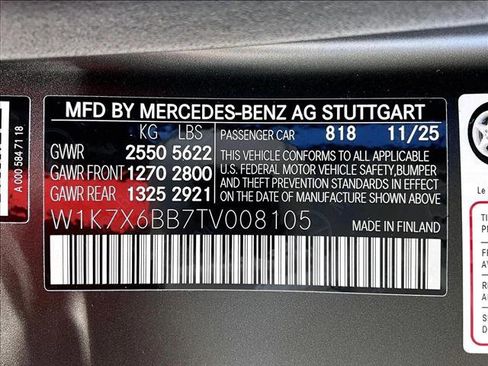 MFD BY MERCEDES-BENZ AG STUTTGART
KG LBS
GVWR 2550 5622
GAWR FRONT 1270 2800
GAWR REAR 1325 2921
PASSENGER CAR 818 11/25
THIS VEHICLE CONFORMS TO ALL APPLICABLE
U.S. FEDERAL MOTOR VEHICLE SAFETY,BUMPER
AND THEFT PREVENTION STANDARDS IN EFFECT
ON THE DATE OF MANUFACTURE SHOWN ABOVE
W1K7X6BB7TV008105
MADE IN FINLAND
A 000 584 71 18
Le